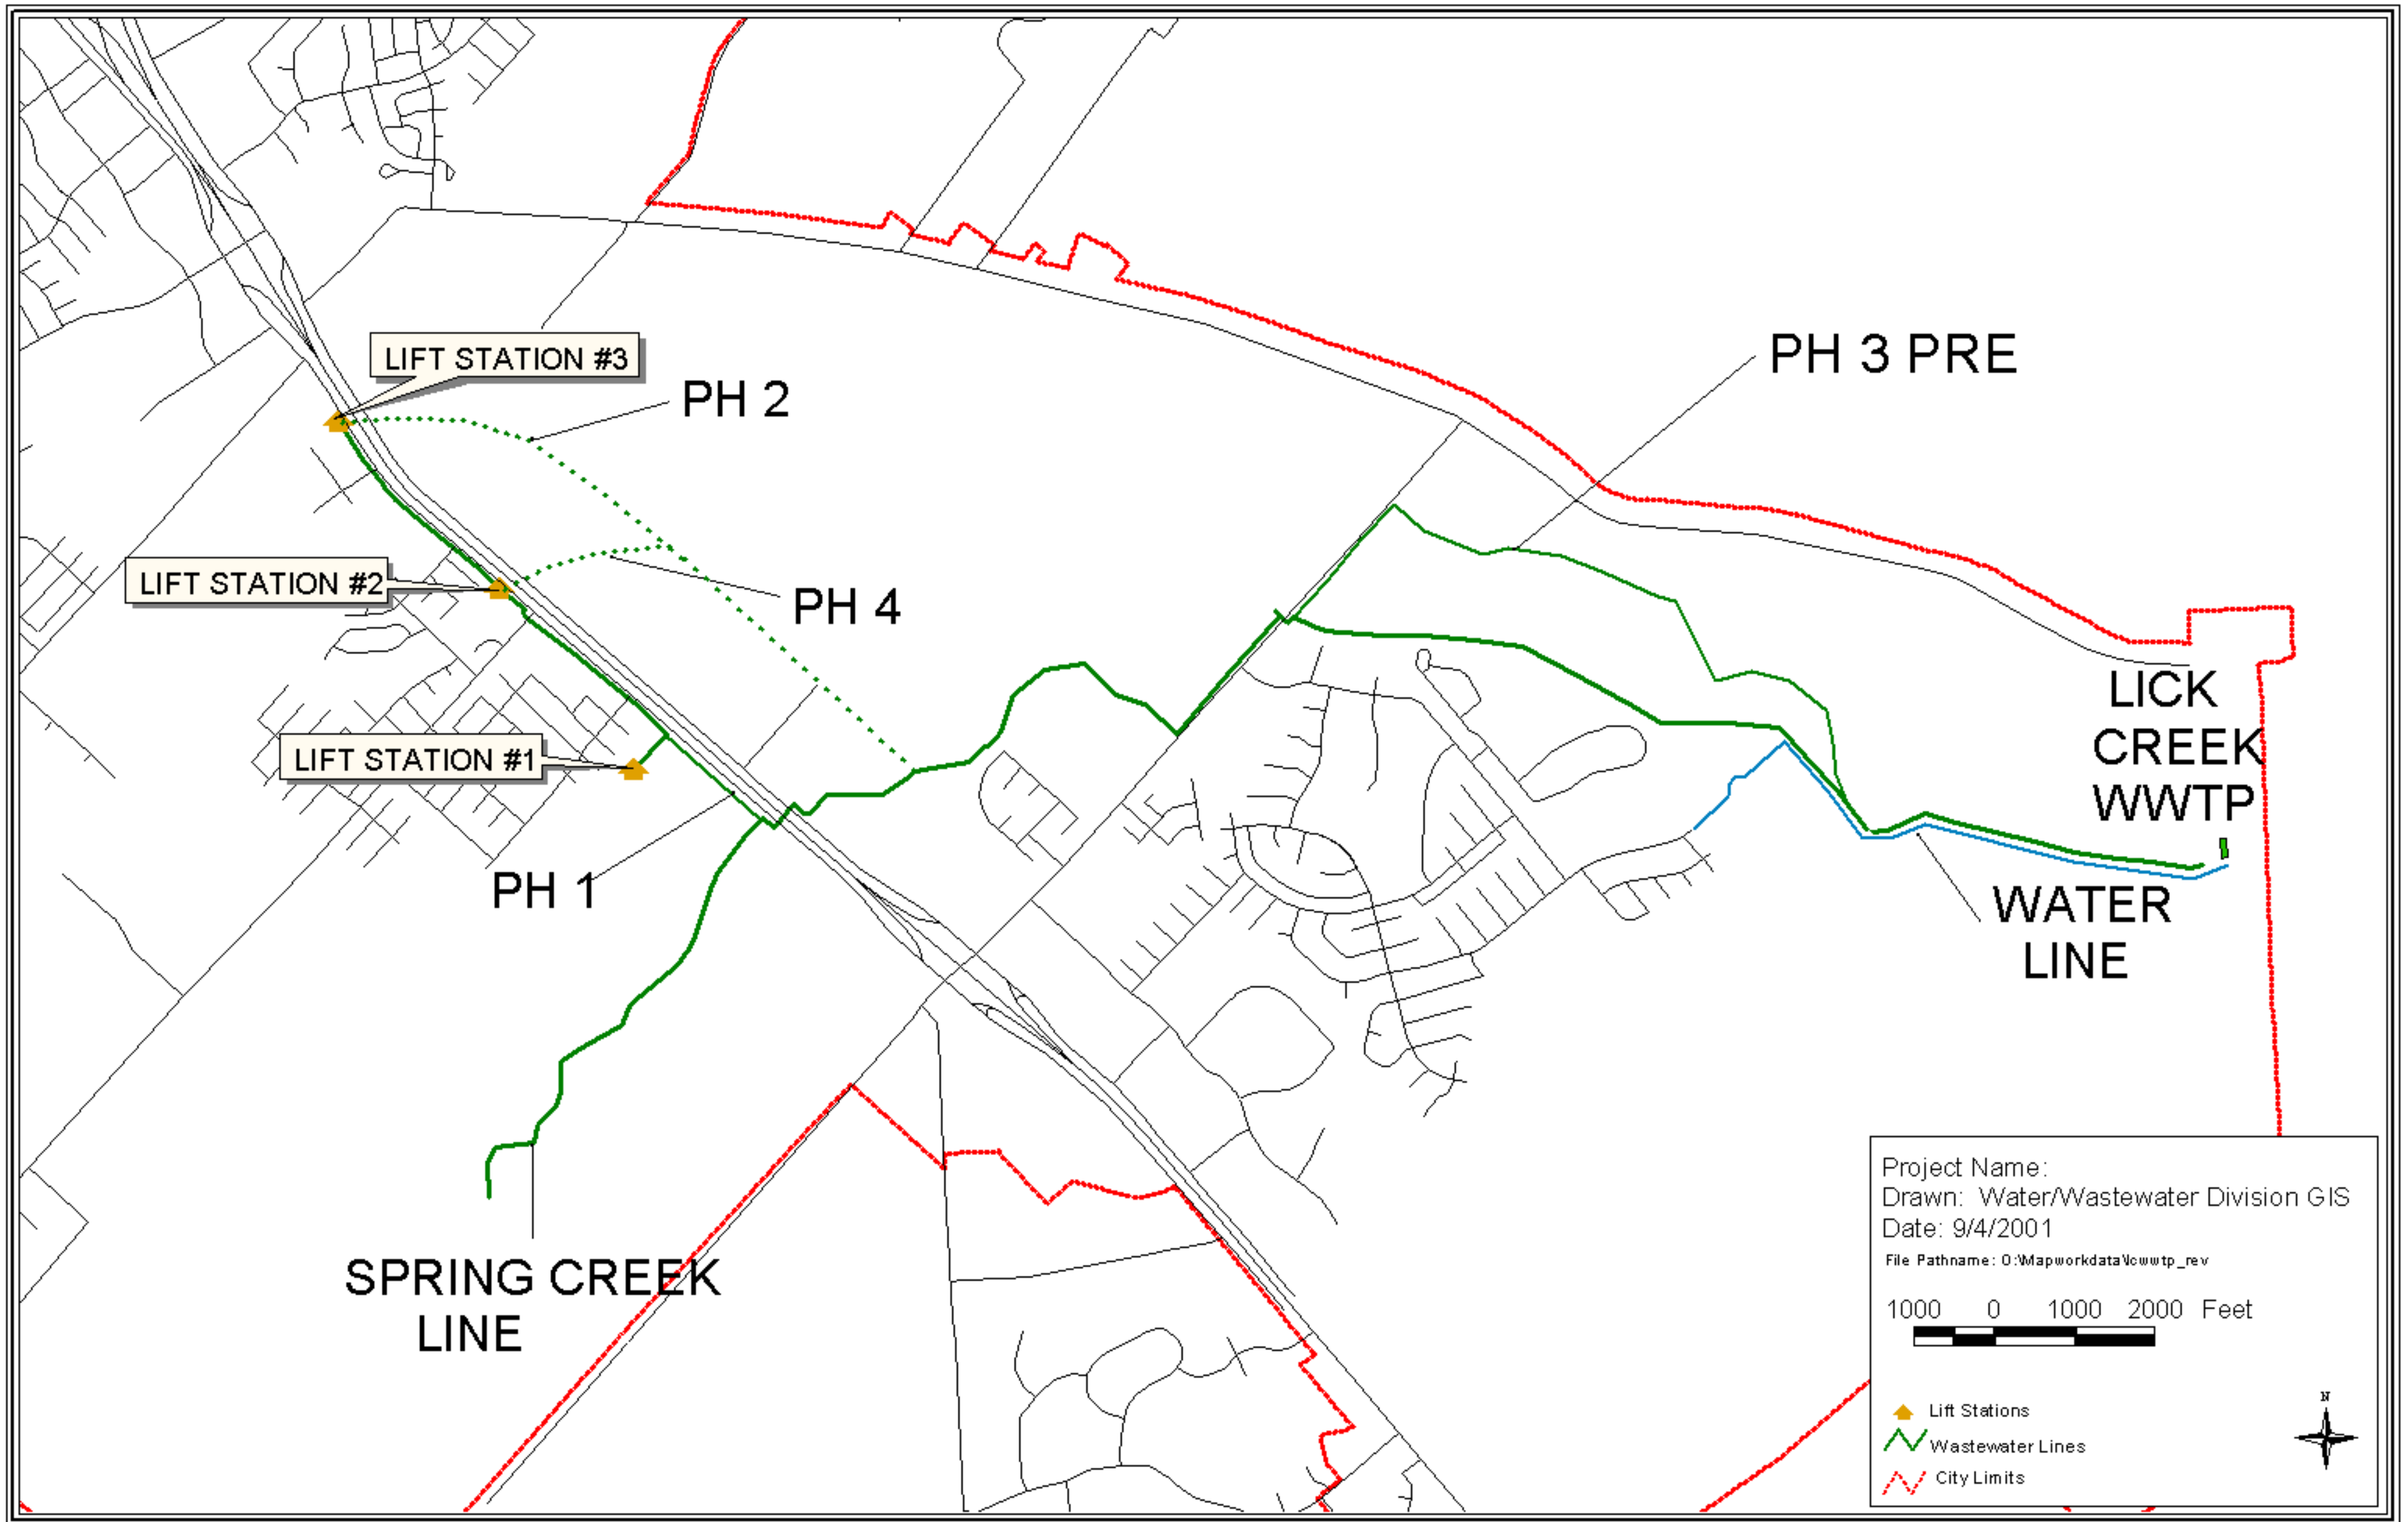 LIFT STATION #3
PH 2
PH 3 PRE
LIFT STATION #2
PH 4
LIFT STATION #1
PH 1
LICK
CREEK
WWTP
WATER
LINE
SPRING CREEK
LINE
Project Name:
Drawn: Water/Wastewater Division GIS
Date: 9/4/2001
File Pathname: O:\Mapworkdata\lcwwtp_rev
1000 0 1000 2000 Feet
N
Lift Stations
Wastewater Lines
City Limits